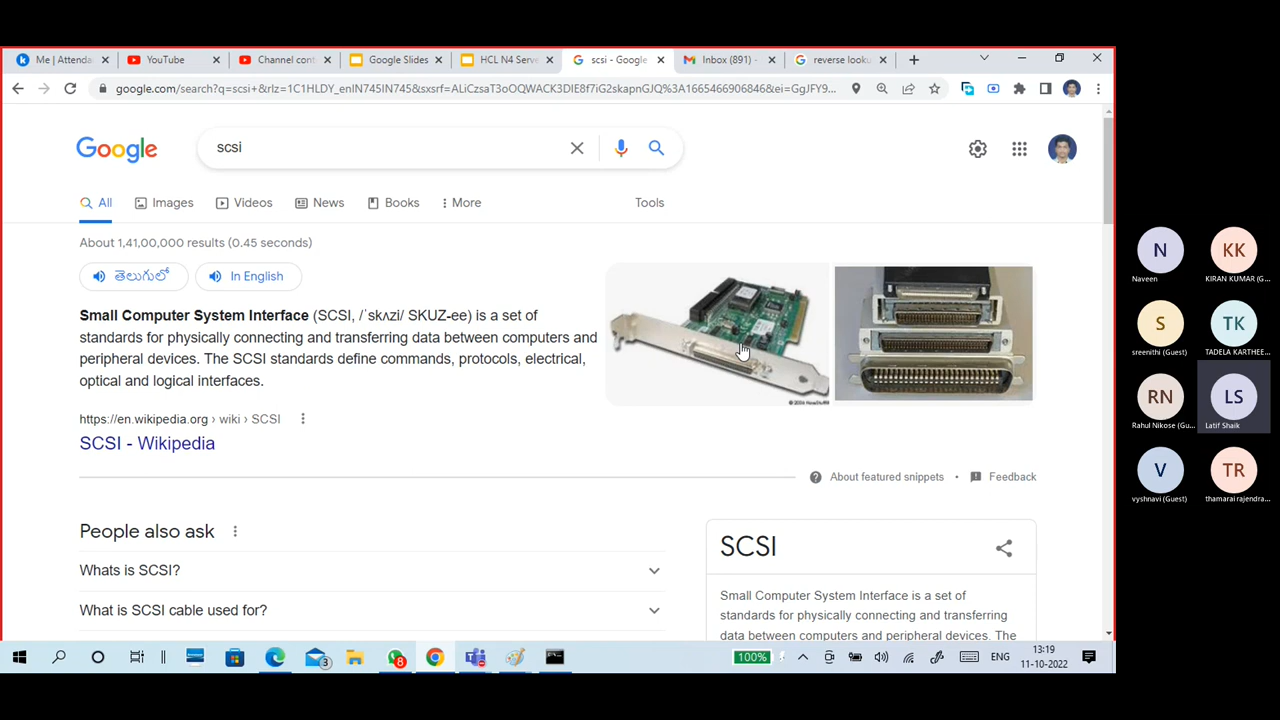 Me | Attenda
YouTube
Channel cont
Google Slides
HCL N4 Serve
scsi - Google
Inbox (891) -
reverse looku
google.com/search?q=scsi+&rlz=1C1HLDY_enIN745IN745&sxsrf=ALiCzsaT3oOQWACK3DIE8f7iG2skapnGJQ%3A1665466906846&ei=GgJFY9...
Google
scsi
All
Images
Videos
News
Books
More
Tools
About 1,41,00,000 results (0.45 seconds)
తెలుగులో
In English
Small Computer System Interface (SCSI, /ˈskʌzi/ SKUZ-ee) is a set of
standards for physically connecting and transferring data between computers and
peripheral devices. The SCSI standards define commands, protocols, electrical,
optical and logical interfaces.
https://en.wikipedia.org › wiki › SCSI
SCSI - Wikipedia
About featured snippets
Feedback
People also ask
Whats is SCSI?
What is SCSI cable used for?
SCSI
Small Computer System Interface is a set of
standards for physically connecting and transferring
data between computers and peripheral devices. The
N
Naveen
KK
KIRAN KUMAR (G...
S
sreenithi (Guest)
TK
TADELA KARTHEE...
RN
Rahul Nikose (Gu...
LS
Latif Shaik
V
vyshnavi (Guest)
TR
thamarai rajendra...
3
8
100%
ENG
13:19
11-10-2022